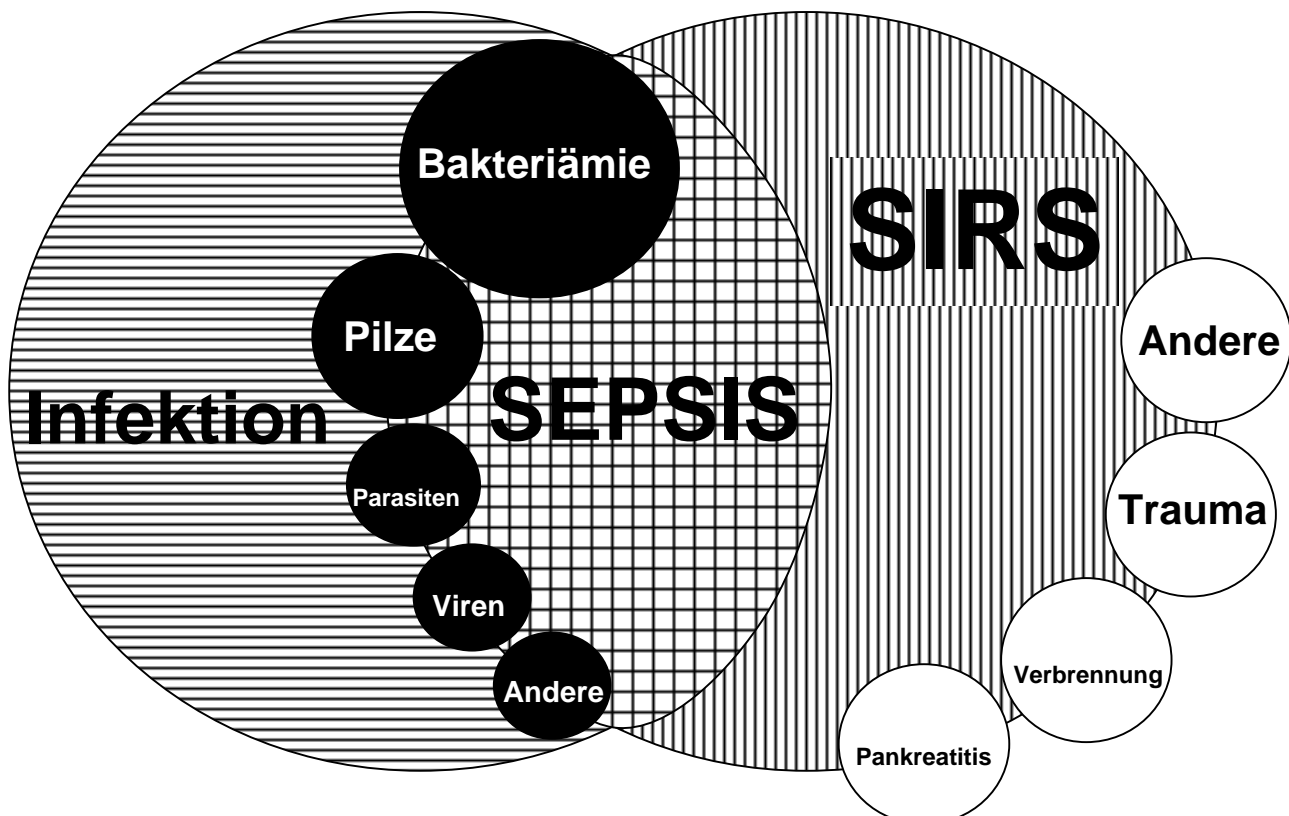 Bakteriämie
SIRS
Pilze
Andere
Infektion
SEPSIS
Parasiten
Trauma
Viren
Verbrennung
Andere
Pankreatitis